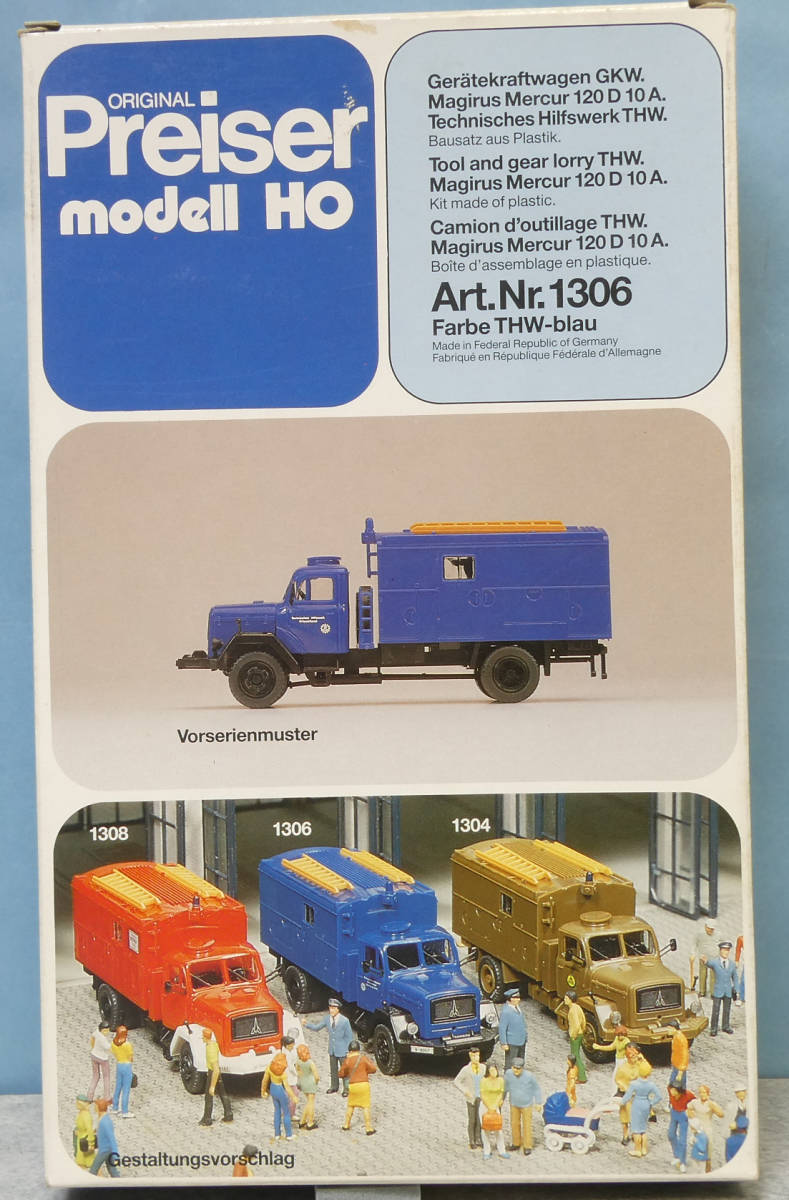 ORIGINAL
Preiser
modell HO
Gerätekraftwagen GKW.
Magirus Mercur 120 D 10 A.
Technisches Hilfswerk THW.
Bausatz aus Plastik.
Tool and gear lorry THW.
Magirus Mercur 120 D 10 A.
Kit made of plastic.
Camion d'outillage THW.
Magirus Mercur 120 D 10 A.
Boîte d'assemblage en plastique.
Art.Nr.1306
Farbe THW-blau
Made in Federal Republic of Germany
Fabriqué en République Fédérale d'Allemagne
Vorserienmuster
1308
1306
1304
Gestaltungsvorschlag